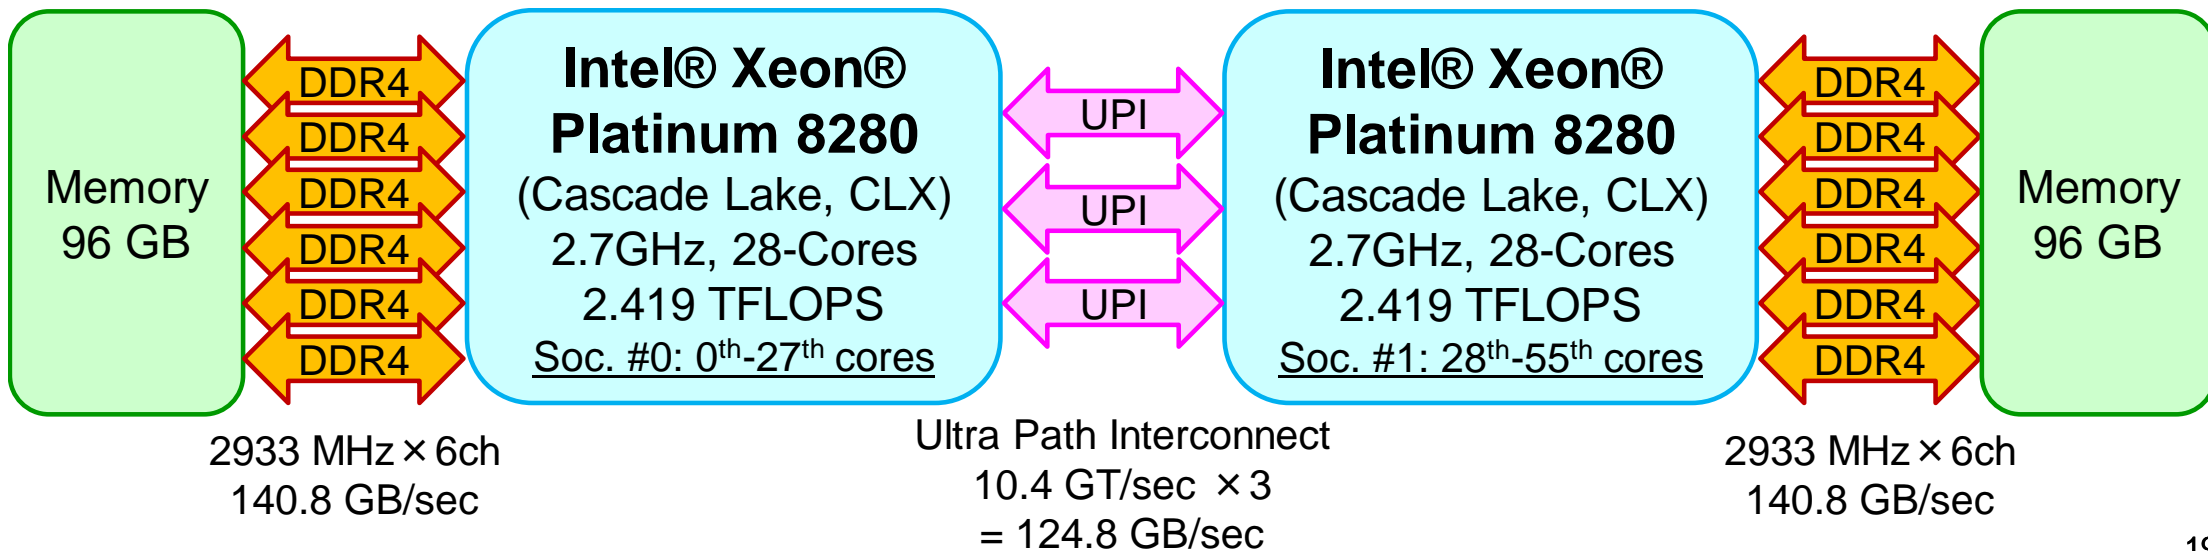 Memory
96 GB
DDR4
DDR4
DDR4
DDR4
DDR4
DDR4
Intel® Xeon®
Platinum 8280
(Cascade Lake, CLX)
2.7GHz, 28-Cores
2.419 TFLOPS
Soc. #0: 0th-27th cores
UPI
UPI
UPI
Intel® Xeon®
Platinum 8280
(Cascade Lake, CLX)
2.7GHz, 28-Cores
2.419 TFLOPS
Soc. #1: 28th-55th cores
DDR4
DDR4
DDR4
DDR4
DDR4
DDR4
Memory
96 GB
2933 MHz×6ch
140.8 GB/sec
Ultra Path Interconnect
10.4 GT/sec ×3
= 124.8 GB/sec
2933 MHz×6ch
140.8 GB/sec